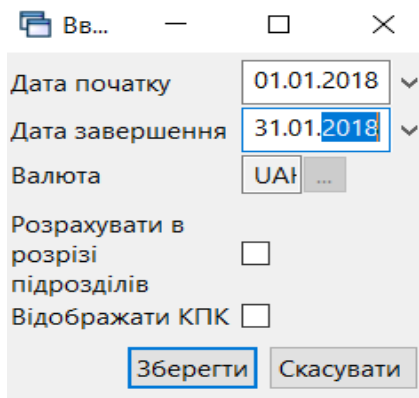 Вв...
Дата початку 01.01.2018
Дата завершення 31.01.2018
Валюта UAH ...
Розрахувати в
розрізі
підрозділів
Відображати КПК
Зберегти Скасувати